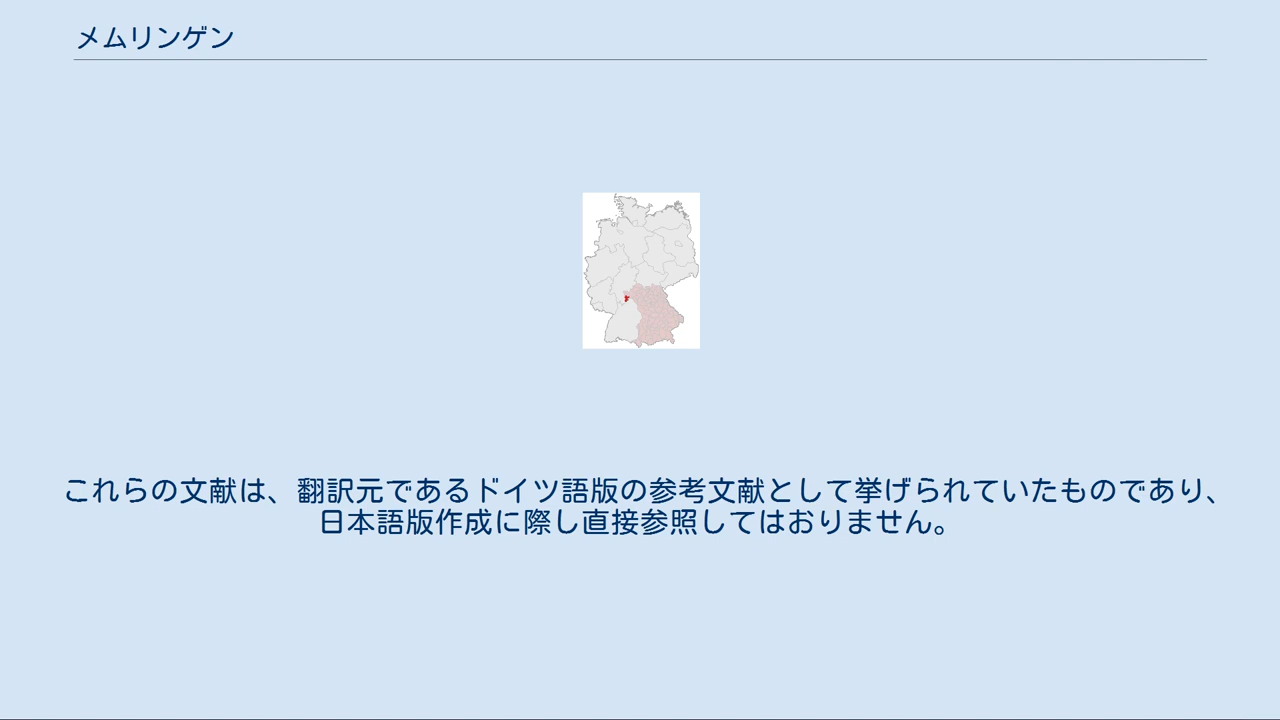 メムリンゲン
これらの文献は、翻訳元であるドイツ語版の参考文献として挙げられていたものであり、
日本語版作成に際し直接参照してはおりません。